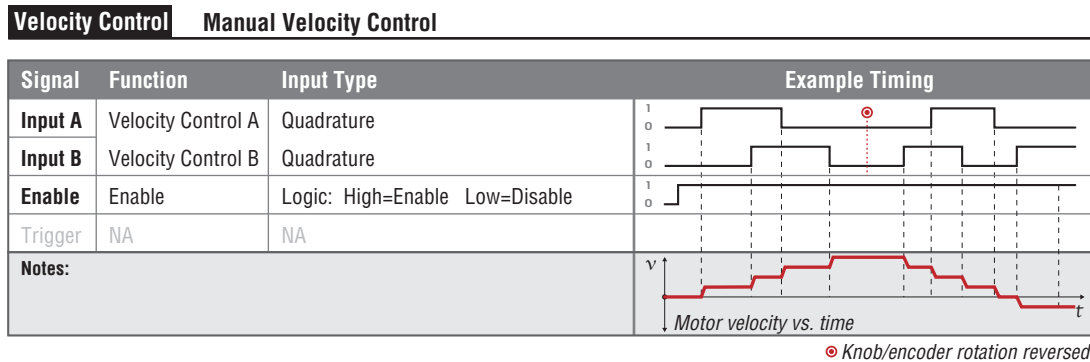 Velocity Control Manual Velocity Control
Signal Function Input Type Example Timing
Input A Velocity Control A Quadrature
1
0
Input B Velocity Control B Quadrature
1
0
Enable Enable Logic: High=Enable Low=Disable
1
0
Trigger NA NA
Notes:
v
t
Motor velocity vs. time
Knob/encoder rotation reversed